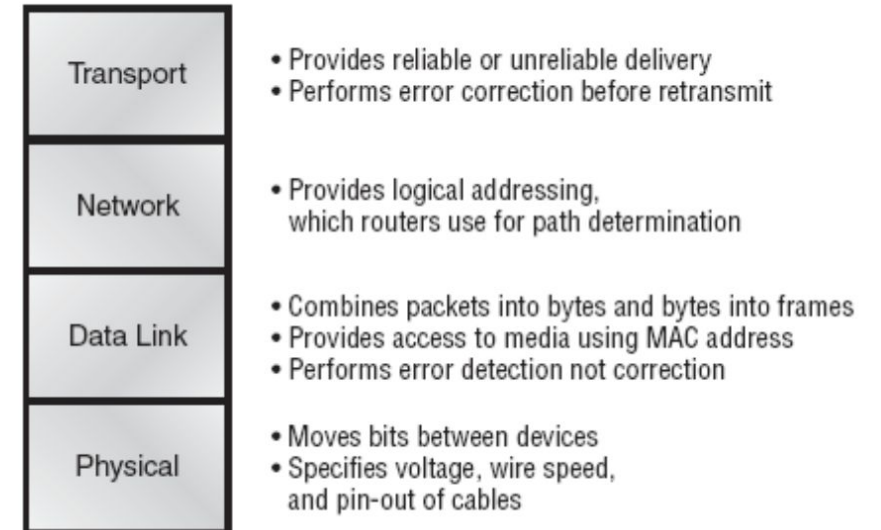 Transport
• Provides reliable or unreliable delivery
• Performs error correction before retransmit
Network
• Provides logical addressing,
which routers use for path determination
Data Link
• Combines packets into bytes and bytes into frames
• Provides access to media using MAC address
• Performs error detection not correction
Physical
• Moves bits between devices
• Specifies voltage, wire speed,
and pin-out of cables